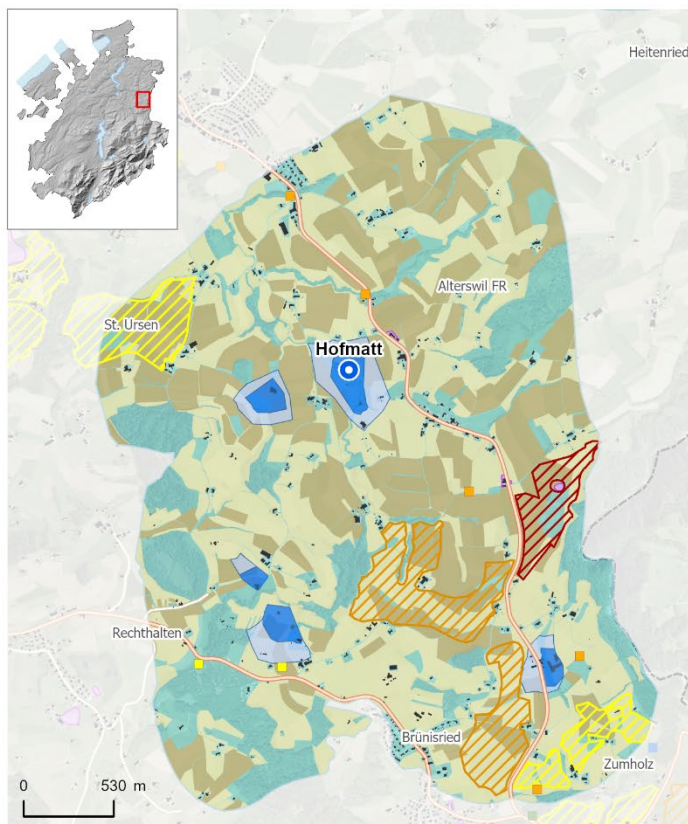 Heitenried
Alterswil FR
St. Ursen
Hofmatt
Rechthalten
Brünisried
Zumholz
0 530 m